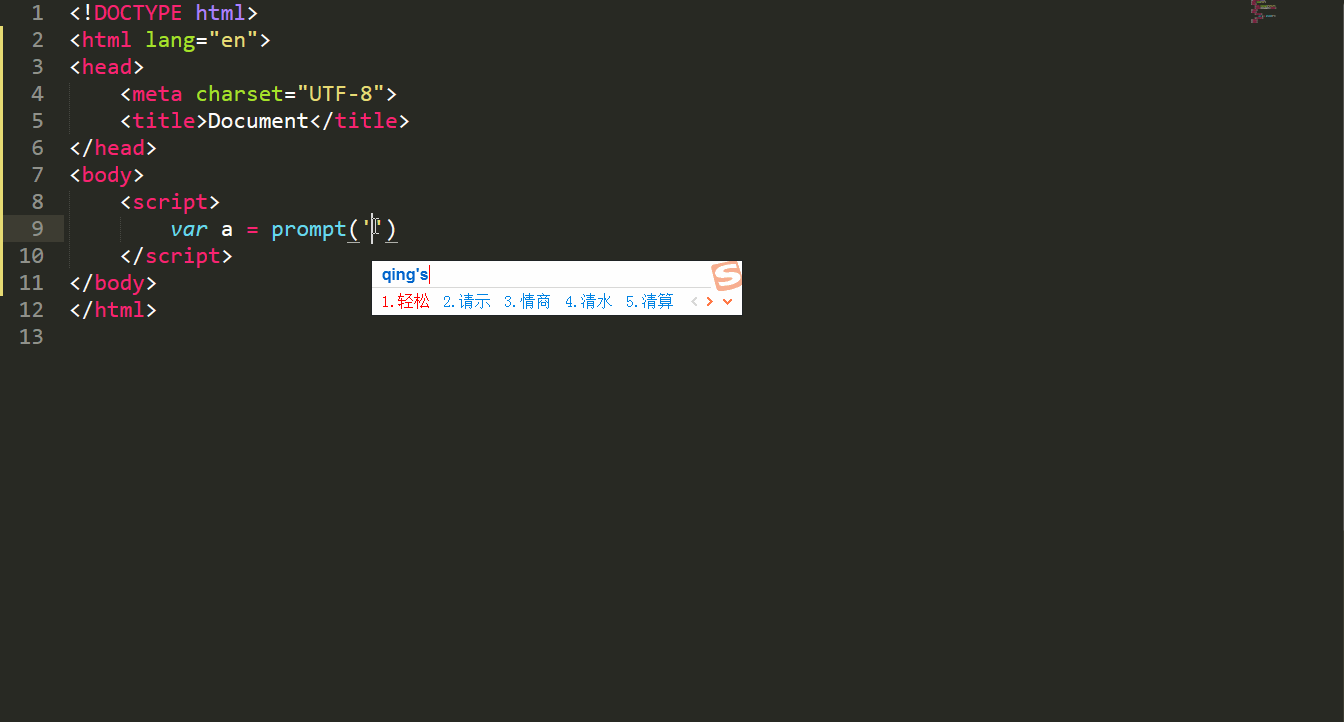 1 <!DOCTYPE html>
2 <html lang="en">
3 <head>
4     <meta charset="UTF-8">
5     <title>Document</title>
6 </head>
7 <body>
8     <script>
9         var a = prompt('')
10     </script>
11 </body>
12 </html>
13
qing's
1.轻松 2.请示 3.情商 4.清水 5.清算